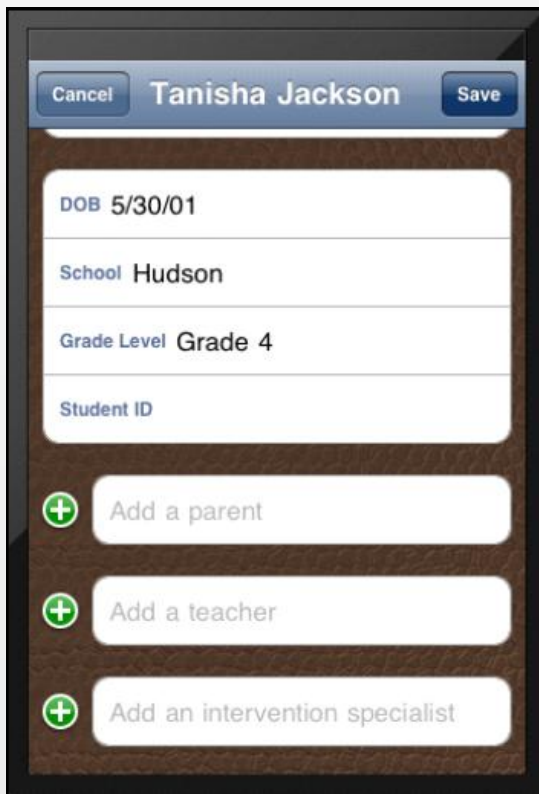 Cancel Tanisha Jackson Save
DOB 5/30/01
School Hudson
Grade Level Grade 4
Student ID
Add a parent
Add a teacher
Add an intervention specialist